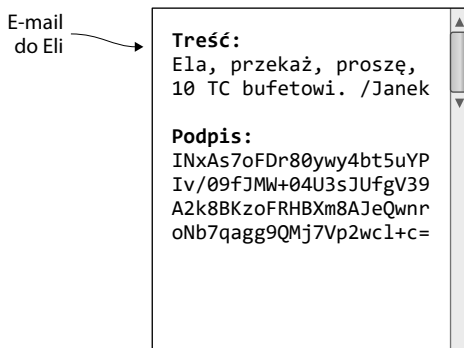 E-mail
do Eli
Treść:
Ela, przekaż, proszę,
10 TC bufetowi. /Janek
Podpis:
INxAs7oFDr80ywy4bt5uYP
Iv/09fJMW+04U3sJUfgV39
A2k8BKzoFRHBXm8AJeQwnr
oNb7qagg9QMj7Vp2wcl+c=